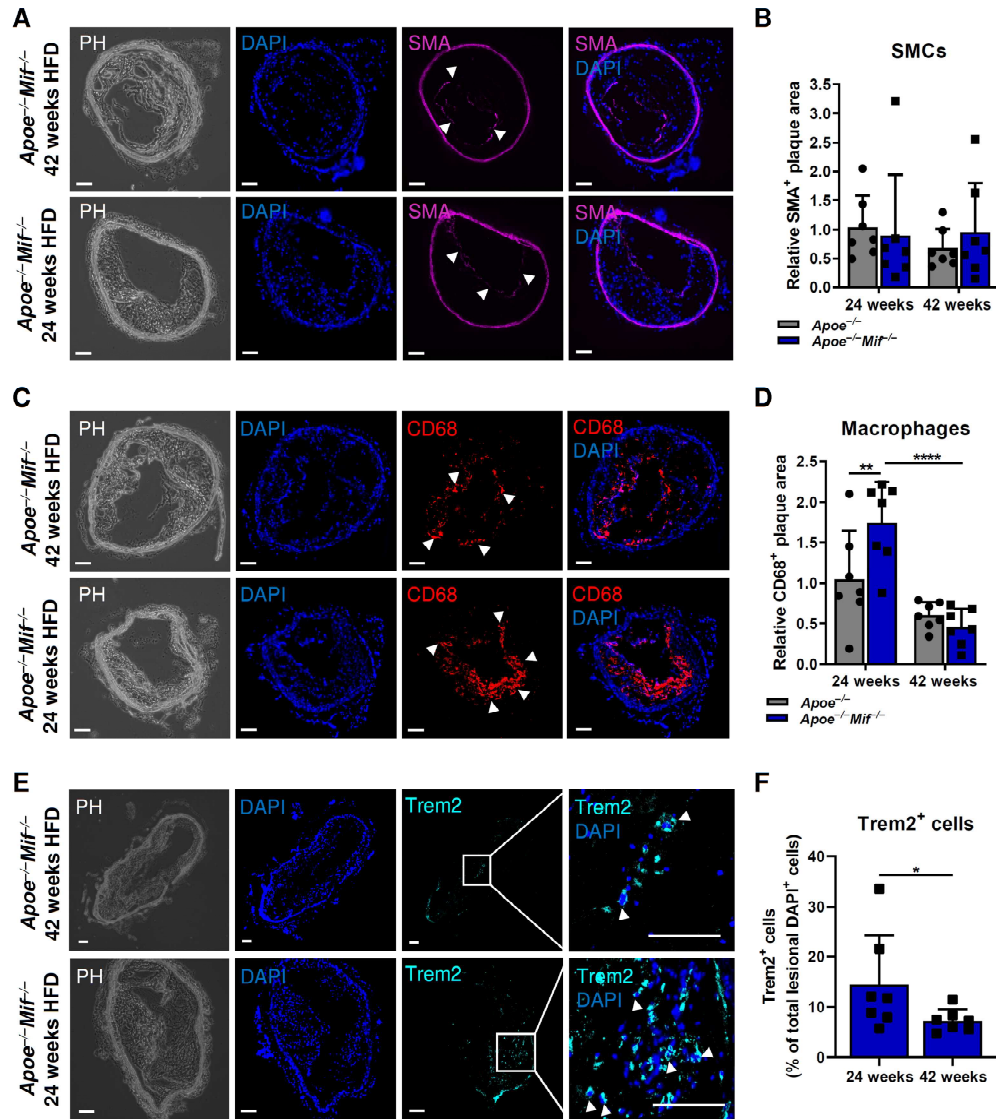 A
Apoe–/–Mif–/–
42 weeks HFD
PH
DAPI
SMA
SMA
DAPI
Apoe–/–Mif–/–
24 weeks HFD
PH
DAPI
SMA
SMA
DAPI
B
SMCs
Relative SMA+ plaque area
3.5
3.0
2.5
2.0
1.5
1.0
0.5
0.0
24 weeks
42 weeks
Apoe–/–
Apoe–/–Mif–/–
C
Apoe–/–Mif–/–
42 weeks HFD
PH
DAPI
CD68
CD68
DAPI
Apoe–/–Mif–/–
24 weeks HFD
PH
DAPI
CD68
CD68
DAPI
D
Macrophages
Relative CD68+ plaque area
2.5
2.0
1.5
1.0
0.5
0.0
**
****
24 weeks
42 weeks
Apoe–/–
Apoe–/–Mif–/–
E
Apoe–/–Mif–/–
42 weeks HFD
PH
DAPI
Trem2
Trem2
DAPI
Apoe–/–Mif–/–
24 weeks HFD
PH
DAPI
Trem2
Trem2
DAPI
F
Trem2+ cells
Trem2+ cells
(% of total lesional DAPI+ cells)
40
30
20
10
0
*
24 weeks
42 weeks